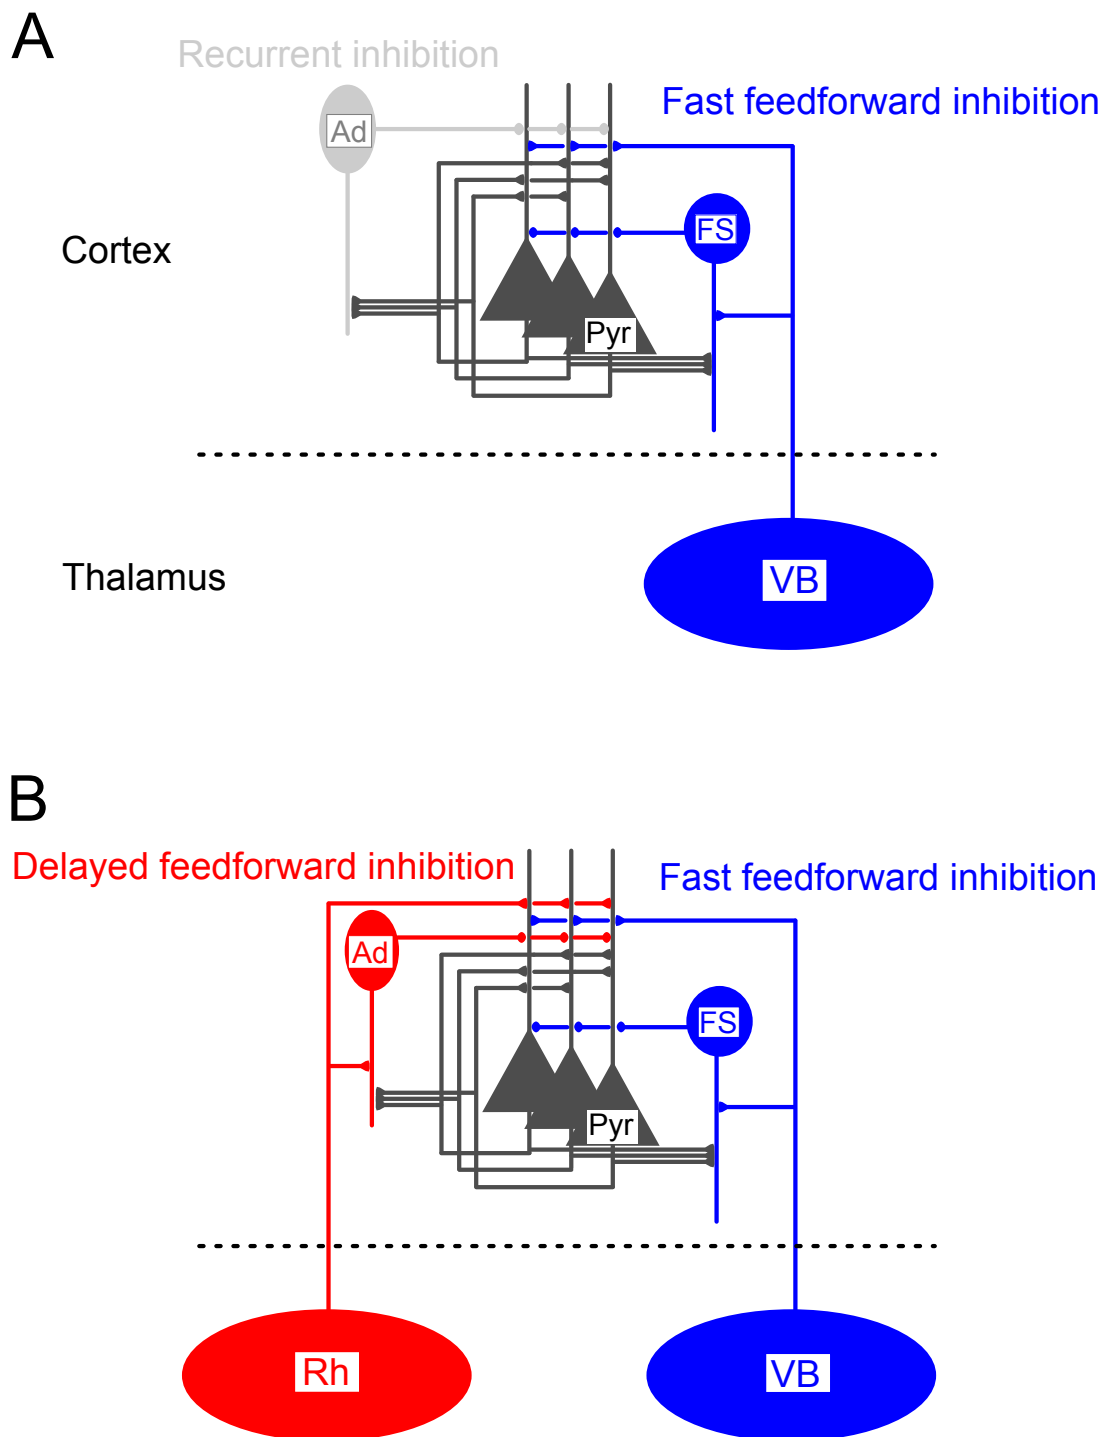 A
Recurrent inhibition
Fast feedforward inhibition
Ad
FS
Cortex
Pyr
Thalamus
VB
B
Delayed feedforward inhibition
Fast feedforward inhibition
Ad
FS
Pyr
Rh
VB